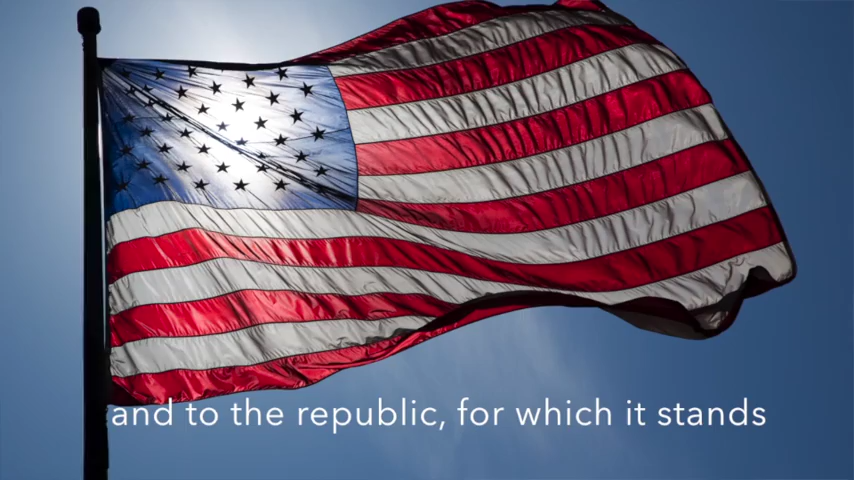 and to the republic, for which it stands